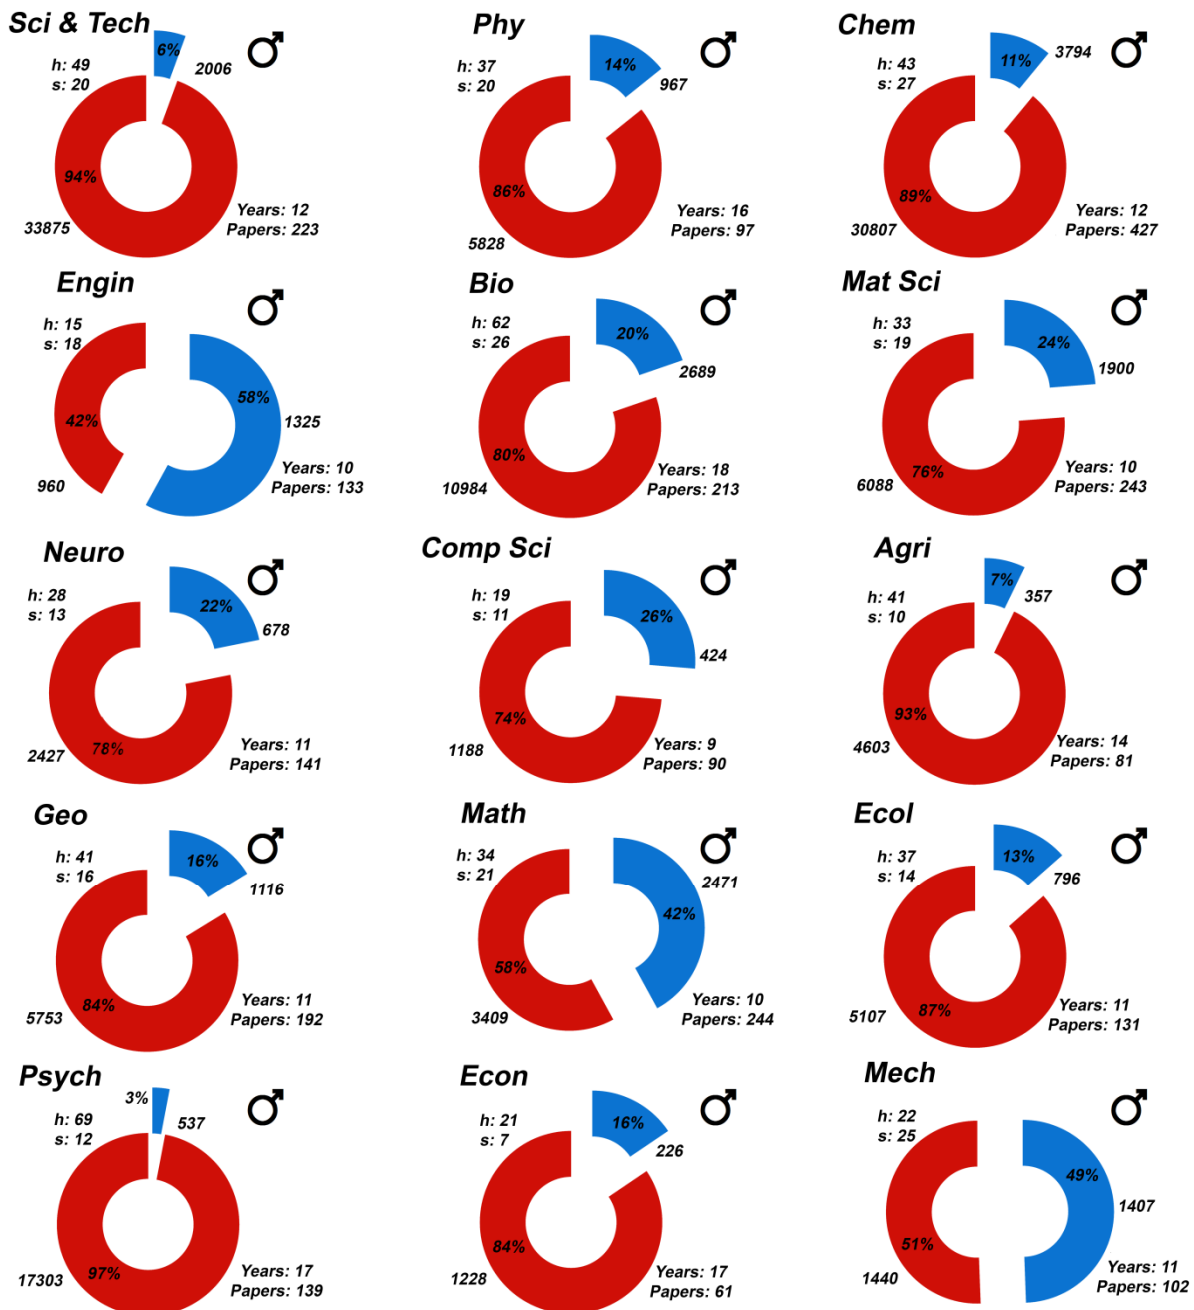 Sci & Tech
h: 49
s: 20
6%
2006
94%
33875
Years: 12
Papers: 223
Phy
h: 37
s: 20
14%
967
86%
5828
Years: 16
Papers: 97
Chem
h: 43
s: 27
11%
3794
89%
30807
Years: 12
Papers: 427
Engin
h: 15
s: 18
58%
1325
42%
960
Years: 10
Papers: 133
Bio
h: 62
s: 26
20%
2689
80%
10984
Years: 18
Papers: 213
Mat Sci
h: 33
s: 19
24%
1900
76%
6088
Years: 10
Papers: 243
Neuro
h: 28
s: 13
22%
678
78%
2427
Years: 11
Papers: 141
Comp Sci
h: 19
s: 11
26%
424
74%
1188
Years: 9
Papers: 90
Agri
h: 41
s: 10
7%
357
93%
4603
Years: 14
Papers: 81
Geo
h: 41
s: 16
16%
1116
84%
5753
Years: 11
Papers: 192
Math
h: 34
s: 21
42%
2471
58%
3409
Years: 10
Papers: 244
Ecol
h: 37
s: 14
13%
796
87%
5107
Years: 11
Papers: 131
Psych
h: 69
s: 12
3%
537
97%
17303
Years: 17
Papers: 139
Econ
h: 21
s: 7
16%
226
84%
1228
Years: 17
Papers: 61
Mech
h: 22
s: 25
49%
1407
51%
1440
Years: 11
Papers: 102